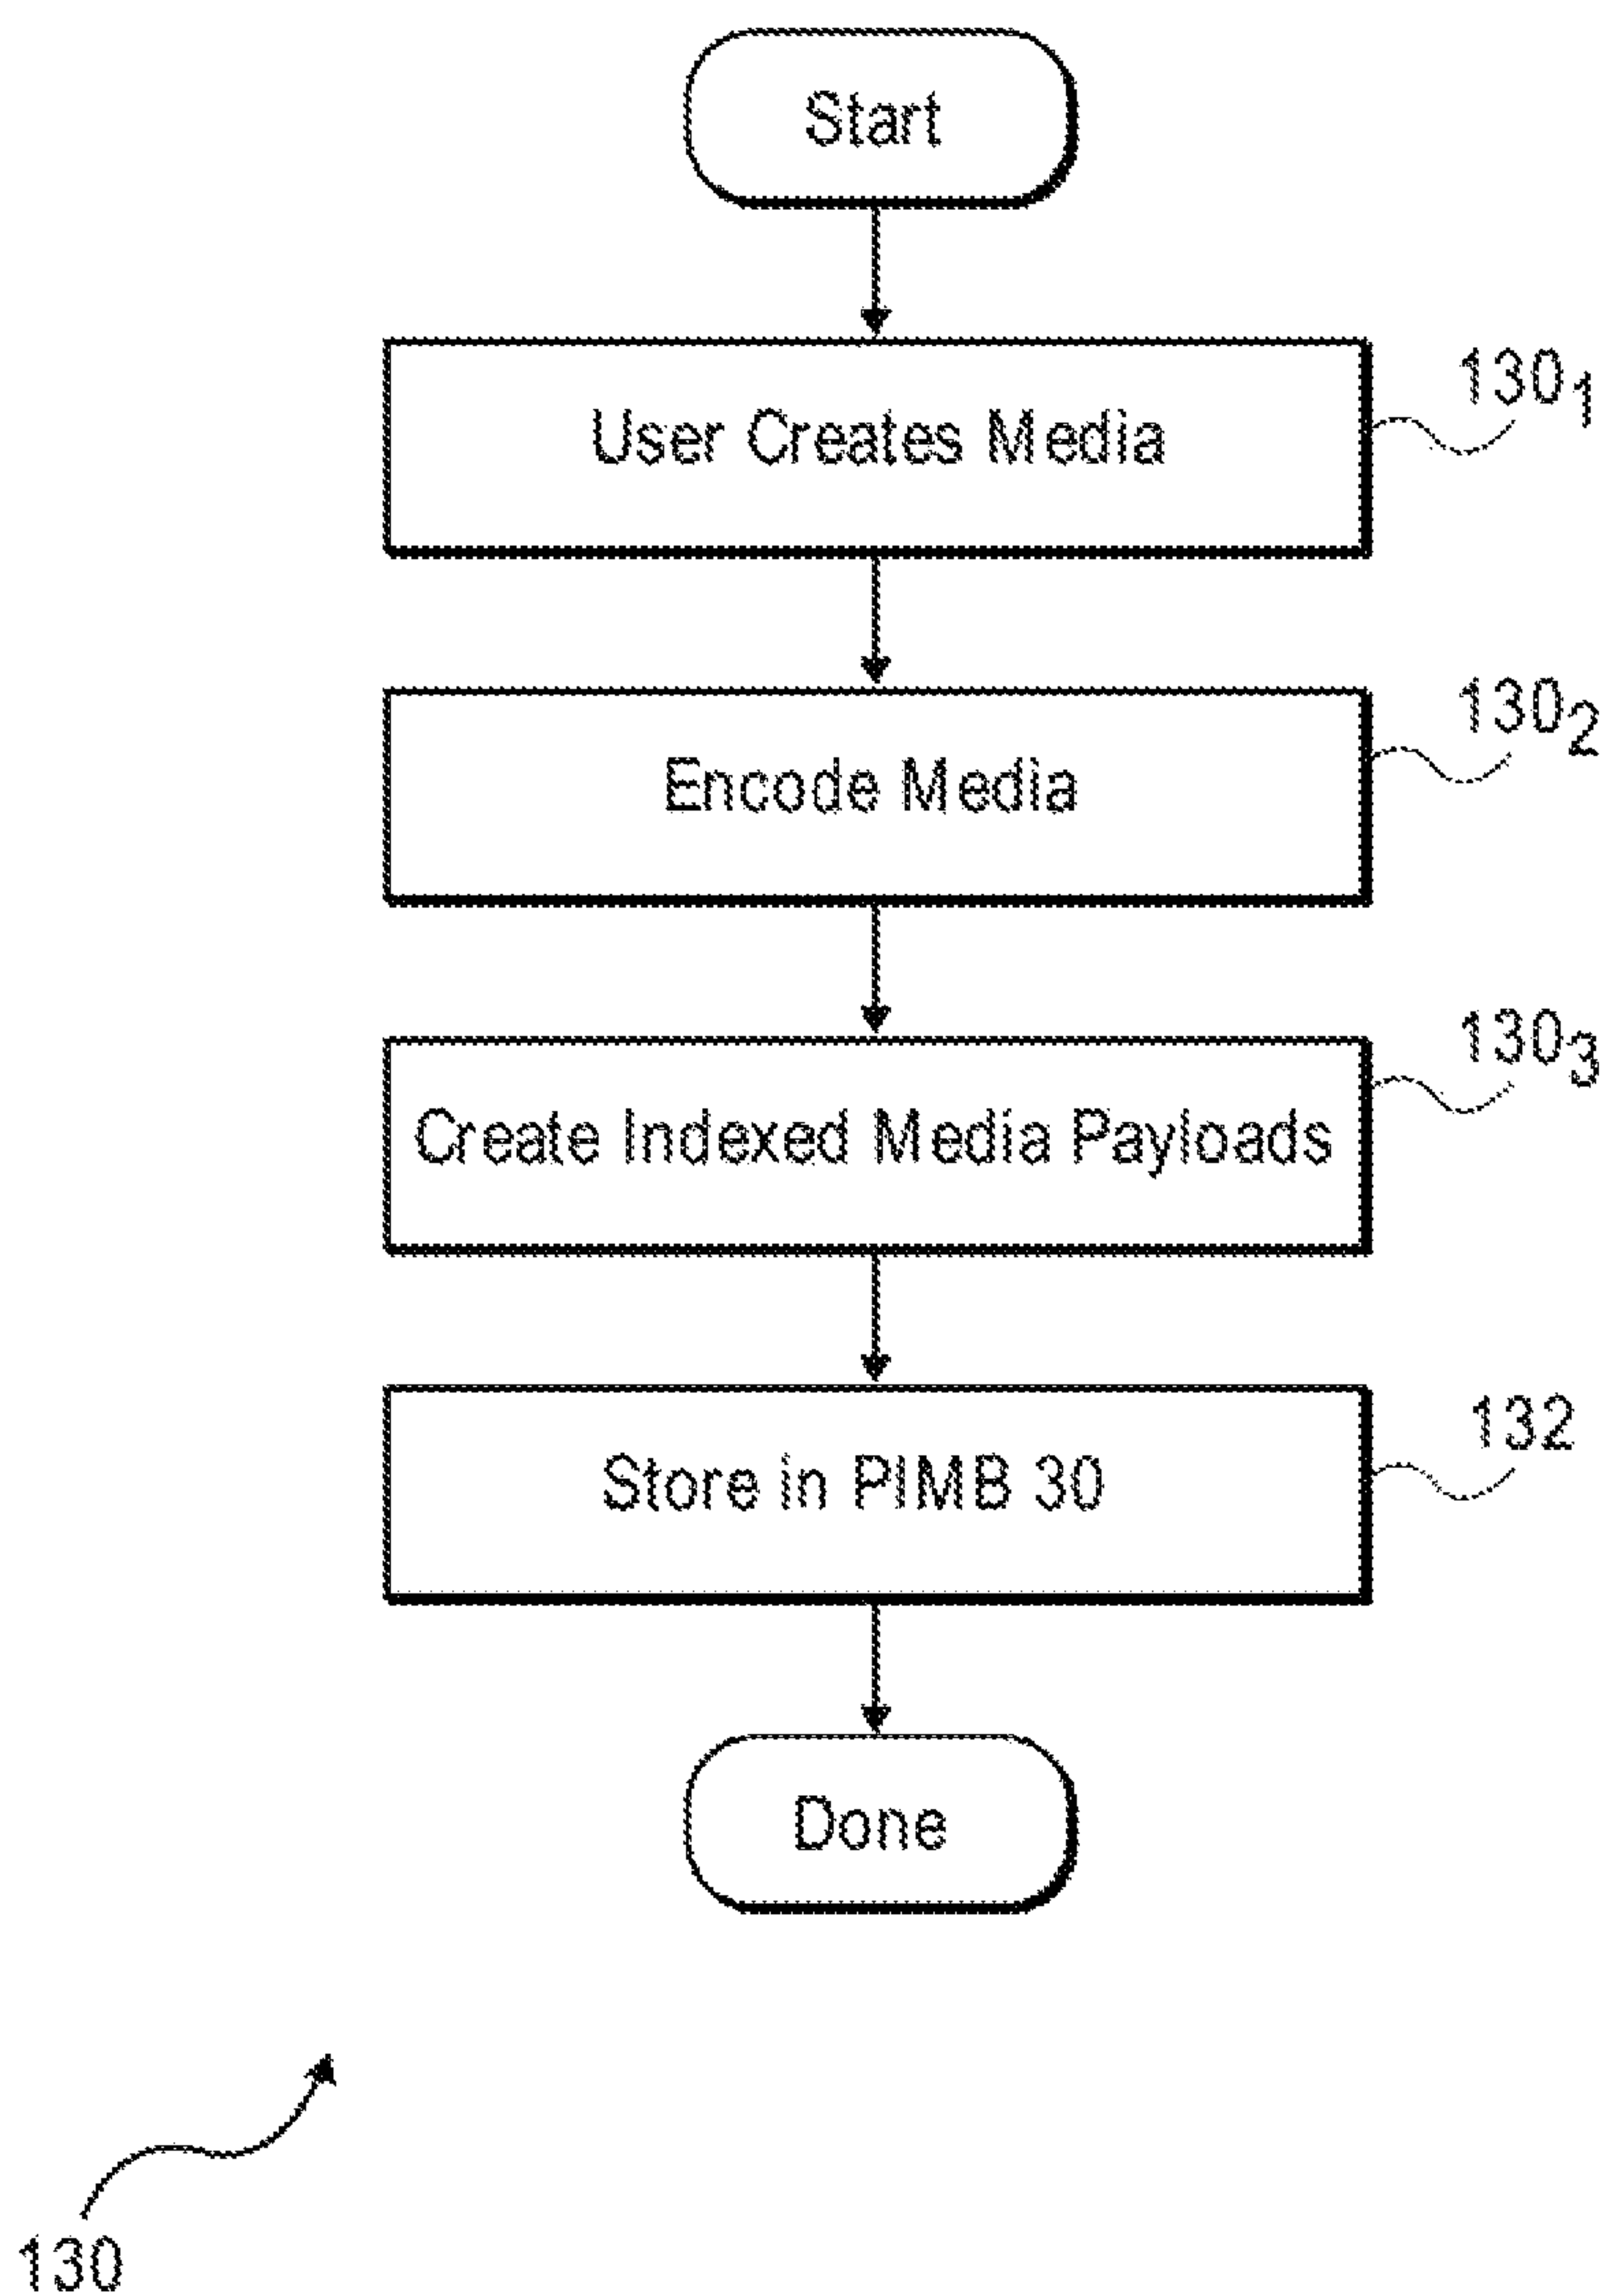 Start
User Creates Media
130₁
Encode Media
130₂
Create Indexed Media Payloads
130₃
Store in PIMB 30
132
Done
130